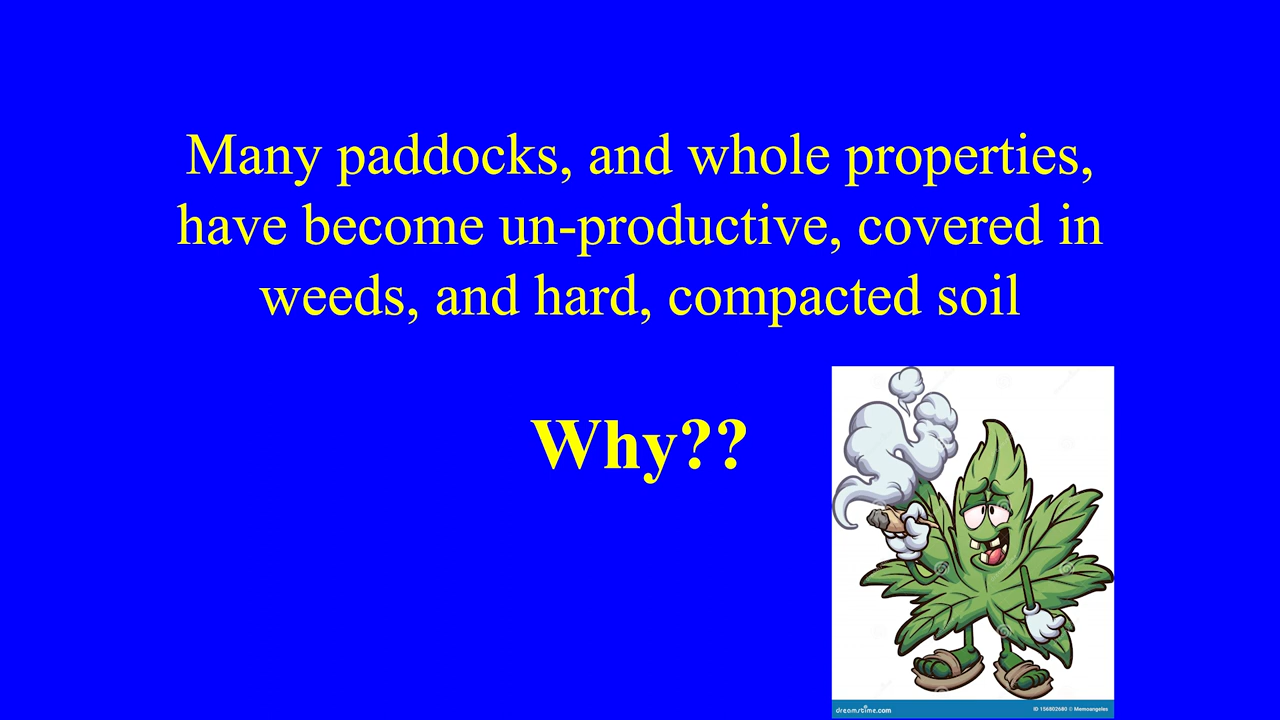 Many paddocks, and whole properties,
have become un-productive, covered in
weeds, and hard, compacted soil
Why??
dreamstime.com
ID 156802680 © Memoangeles